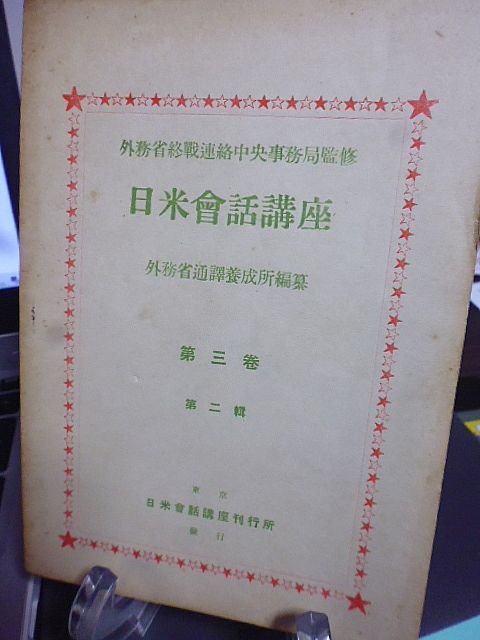 外務省終戰連絡中央事務局監修
日米會話講座
外務省通譯養成所編纂
第三卷
第二輯
東京
日米會話講座刊行所
發行